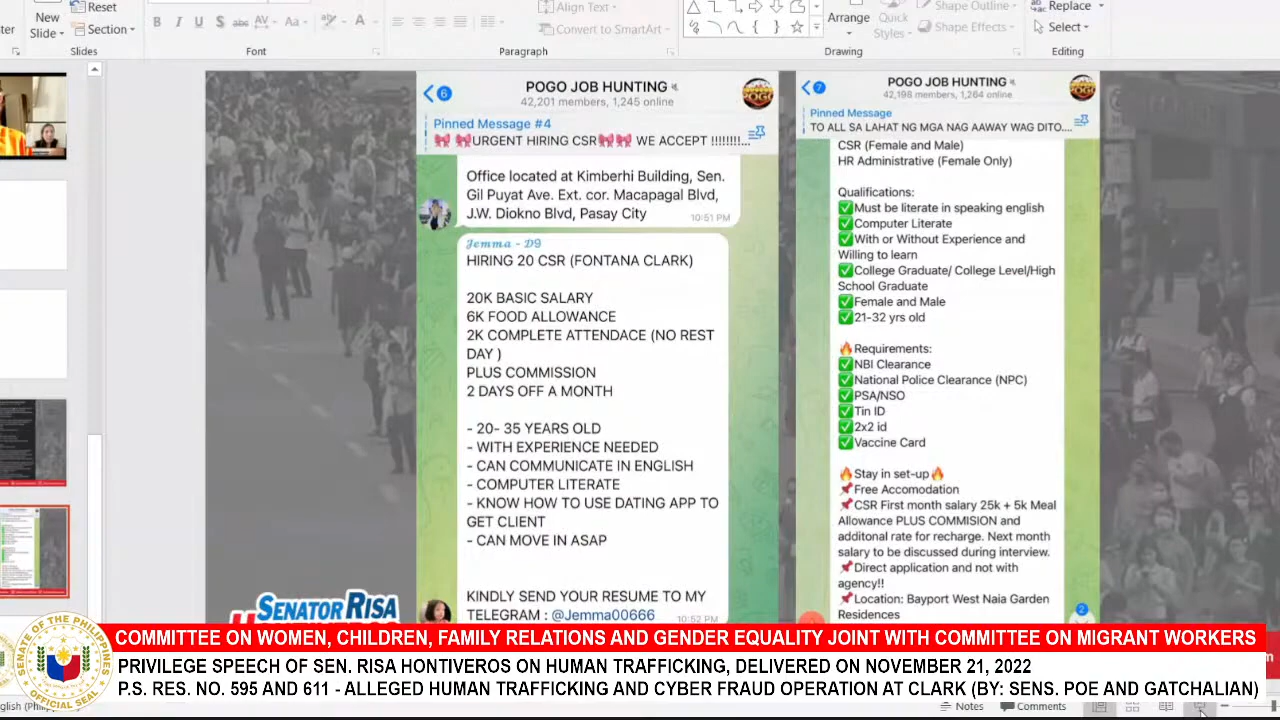 Reset
New
Slide
Section
Slides
B I U S abc AV Aa A
Font
Align Text
Convert to SmartArt
Paragraph
Arrange
Quick
Styles
Shape Outline
Shape Effects
Drawing
Replace
Select
Editing
6
POGO JOB HUNTING
42,201 members, 1,245 online
POGO
Pinned Message #4
URGENT HIRING CSR🎀🎀 WE ACCEPT !!!!!!!!...
Office located at Kimberhi Building, Sen.
Gil Puyat Ave. Ext. cor. Macapagal Blvd,
J.W. Diokno Blvd, Pasay City
10:51 PM
Jemma - D9
HIRING 20 CSR (FONTANA CLARK)
20K BASIC SALARY
6K FOOD ALLOWANCE
2K COMPLETE ATTENDACE (NO REST
DAY )
PLUS COMMISSION
2 DAYS OFF A MONTH
- 20- 35 YEARS OLD
- WITH EXPERIENCE NEEDED
- CAN COMMUNICATE IN ENGLISH
- COMPUTER LITERATE
- KNOW HOW TO USE DATING APP TO
GET CLIENT
- CAN MOVE IN ASAP
KINDLY SEND YOUR RESUME TO MY
TELEGRAM : @Jemma00666
10:52 PM
7
POGO JOB HUNTING
42,198 members, 1,264 online
POGO
Pinned Message
TO ALL SA LAHAT NG MGA NAG AAWAY WAG DITO....
CSR (Female and Male)
HR Administrative (Female Only)
Qualifications:
✅Must be literate in speaking english
✅Computer Literate
✅With or Without Experience and
Willing to learn
✅College Graduate/ College Level/High
School Graduate
✅Female and Male
✅21-32 yrs old
🔥Requirements:
✅NBI Clearance
✅National Police Clearance (NPC)
✅PSA/NSO
✅Tin ID
✅2x2 id
✅Vaccine Card
🔥Stay in set-up🔥
📌Free Accomodation
📌CSR First month salary 25k + 5k Meal
Allowance PLUS COMMISION and
additonal rate for recharge. Next month
salary to be discussed during interview.
📌Direct application and not with
agency!!
📌Location: Bayport West Naia Garden
Residences
2
SENATOR RISA
SENATE OF THE PHILIPPINES
OFFICIAL SEAL
COMMITTEE ON WOMEN, CHILDREN, FAMILY RELATIONS AND GENDER EQUALITY JOINT WITH COMMITTEE ON MIGRANT WORKERS
PRIVILEGE SPEECH OF SEN. RISA HONTIVEROS ON HUMAN TRAFFICKING, DELIVERED ON NOVEMBER 21, 2022
P.S. RES. NO. 595 AND 611 - ALLEGED HUMAN TRAFFICKING AND CYBER FRAUD OPERATION AT CLARK (BY: SENS. POE AND GATCHALIAN)
Notes
Comments